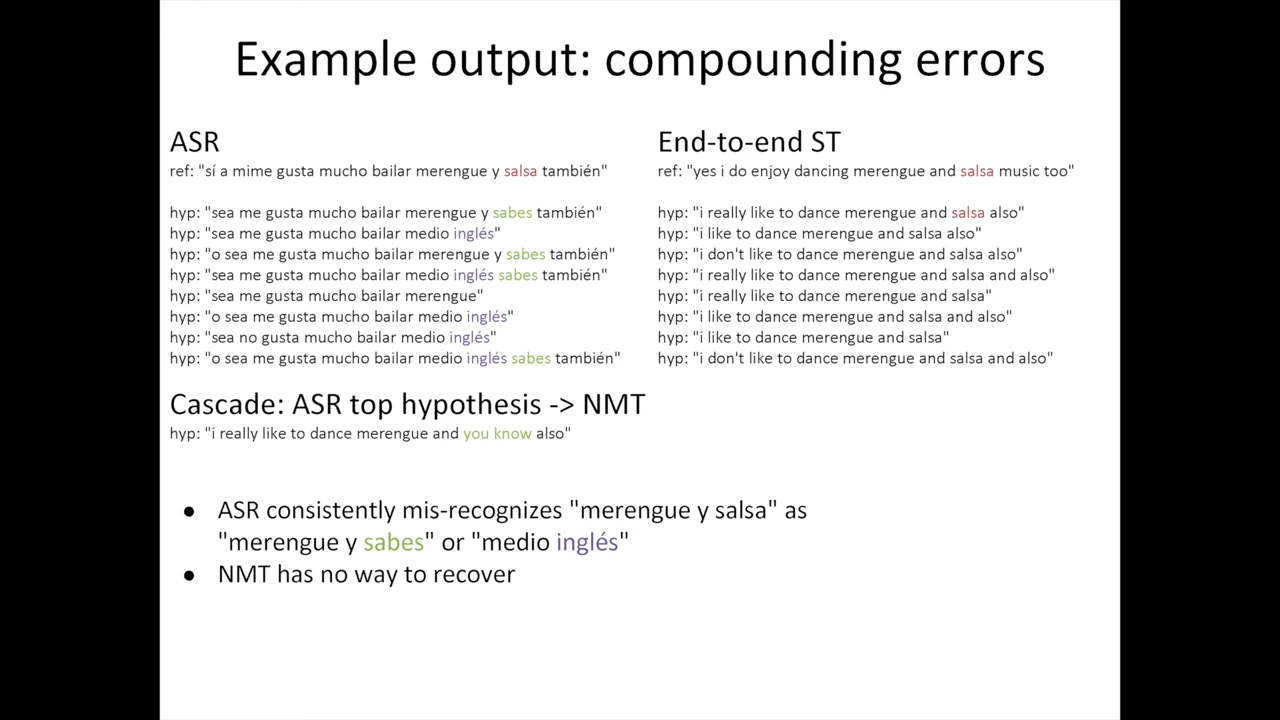 Example output: compounding errors
ASR
ref: "sí a mime gusta mucho bailar merengue y salsa también"
hyp: "sea me gusta mucho bailar merengue y sabes también"
hyp: "sea me gusta mucho bailar medio inglés"
hyp: "o sea me gusta mucho bailar merengue y sabes también"
hyp: "sea me gusta mucho bailar medio inglés sabes también"
hyp: "sea me gusta mucho bailar merengue"
hyp: "o sea me gusta mucho bailar medio inglés"
hyp: "sea no gusta mucho bailar medio inglés"
hyp: "o sea me gusta mucho bailar medio inglés sabes también"
End-to-end ST
ref: "yes i do enjoy dancing merengue and salsa music too"
hyp: "i really like to dance merengue and salsa also"
hyp: "i like to dance merengue and salsa also"
hyp: "i don't like to dance merengue and salsa also"
hyp: "i really like to dance merengue and salsa and also"
hyp: "i really like to dance merengue and salsa"
hyp: "i like to dance merengue and salsa and also"
hyp: "i like to dance merengue and salsa"
hyp: "i don't like to dance merengue and salsa and also"
Cascade: ASR top hypothesis -> NMT
hyp: "i really like to dance merengue and you know also"
● ASR consistently mis-recognizes "merengue y salsa" as
"merengue y sabes" or "medio inglés"
● NMT has no way to recover